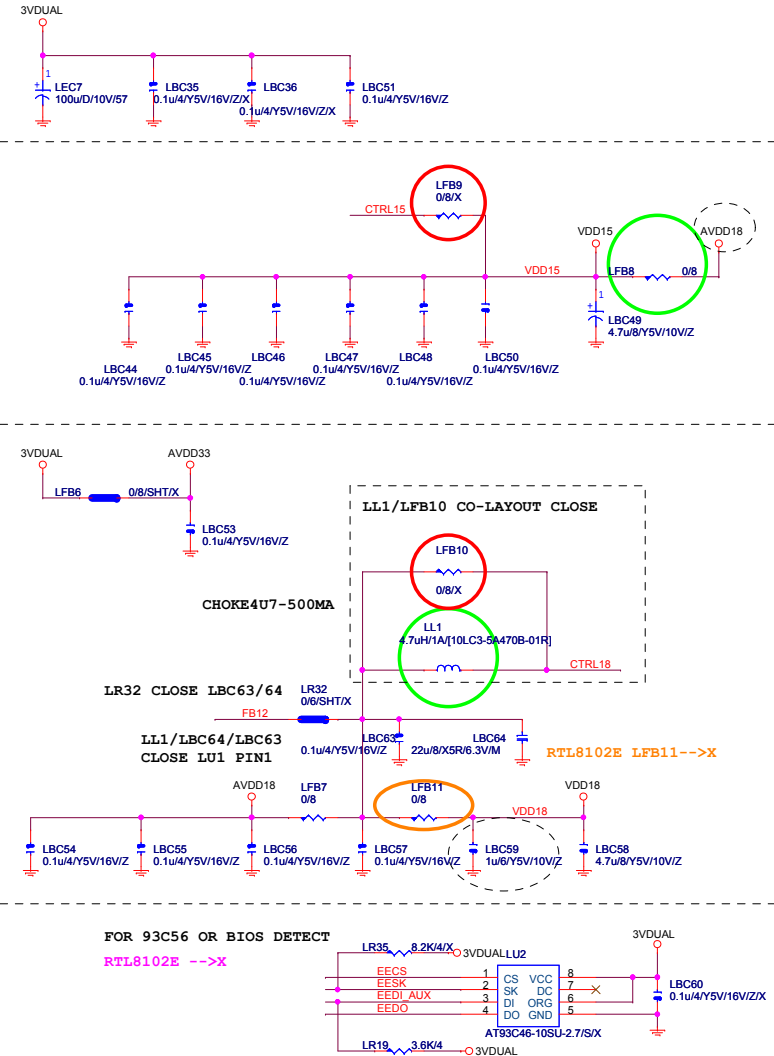 3VDUAL
1
+
LEC7
100u/D/10V/57
LBC35
0.1u/4/Y5V/16V/Z/X
LBC36
0.1u/4/Y5V/16V/Z/X
LBC51
0.1u/4/Y5V/16V/Z
LFB9
0/8/X
CTRL15
VDD15
AVDD18
VDD15
LFB8
0/8
1
+
LBC49
4.7u/8/Y5V/10V/Z
LBC44
0.1u/4/Y5V/16V/Z
LBC45
0.1u/4/Y5V/16V/Z
LBC46
0.1u/4/Y5V/16V/Z
LBC47
0.1u/4/Y5V/16V/Z
LBC48
0.1u/4/Y5V/16V/Z
LBC50
0.1u/4/Y5V/16V/Z
3VDUAL
AVDD33
LFB6
0/8/SHT/X
LBC53
0.1u/4/Y5V/16V/Z
LL1/LFB10 CO-LAYOUT CLOSE
LFB10
0/8/X
CHOKE4U7-500MA
LL1
4.7uH/1A/[10LC3-5A470B-01R]
CTRL18
LR32 CLOSE LBC63/64
LR32
0/6/SHT/X
FB12
LL1/LBC64/LBC63
CLOSE LU1 PIN1
LBC63
0.1u/4/Y5V/16V/Z
LBC64
22u/8/X5R/6.3V/M
RTL8102E LFB11-->X
AVDD18
LFB7
0/8
LFB11
0/8
VDD18
VDD18
LBC54
0.1u/4/Y5V/16V/Z
LBC55
0.1u/4/Y5V/16V/Z
LBC56
0.1u/4/Y5V/16V/Z
LBC57
0.1u/4/Y5V/16V/Z
LBC59
1u/6/Y5V/10V/Z
LBC58
4.7u/8/Y5V/10V/Z
FOR 93C56 OR BIOS DETECT
RTL8102E -->X
LR35
8.2K/4/X
3VDUAL
LU2
3VDUAL
EECS
1
CS
VCC
8
EESK
2
SK
DC
7
EEDI_AUX
3
DI
ORG
6
EEDO
4
DO
GND
5
AT93C46-10SU-2.7/S/X
LBC60
0.1u/4/Y5V/16V/Z/X
LR19
3.6K/4
3VDUAL